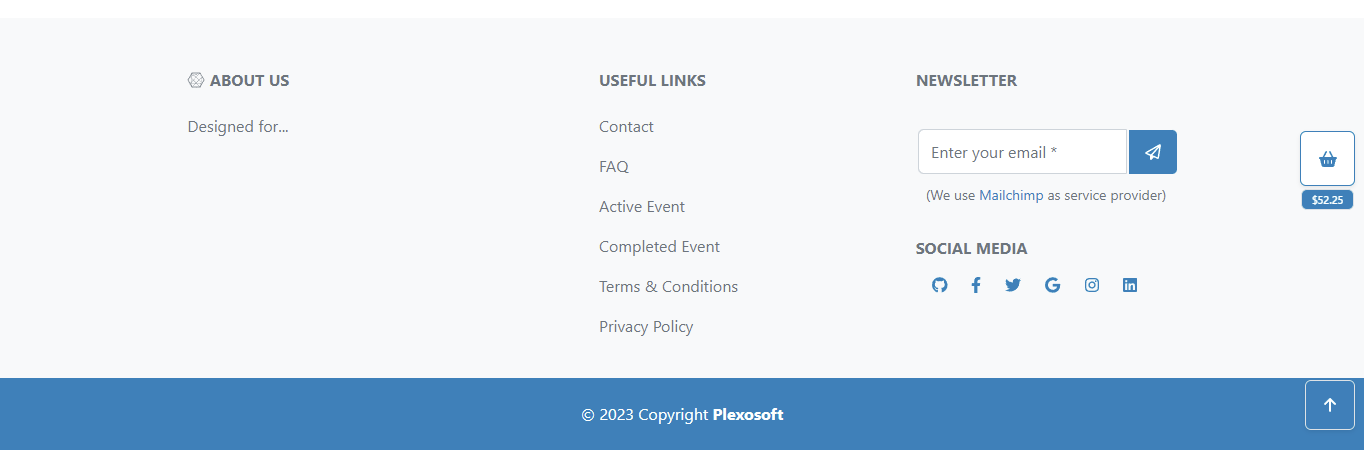 ABOUT US
Designed for...
USEFUL LINKS
Contact
FAQ
Active Event
Completed Event
Terms & Conditions
Privacy Policy
NEWSLETTER
Enter your email *
(We use Mailchimp as service provider)
SOCIAL MEDIA
$52.25
© 2023 Copyright Plexosoft